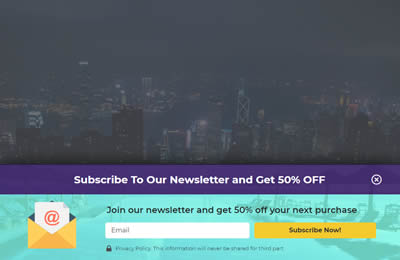 Subscribe To Our Newsletter and Get 50% OFF
Join our newsletter and get 50% off your next purchase
Email
Subscribe Now!
Privacy Policy. This information will never be shared for third part